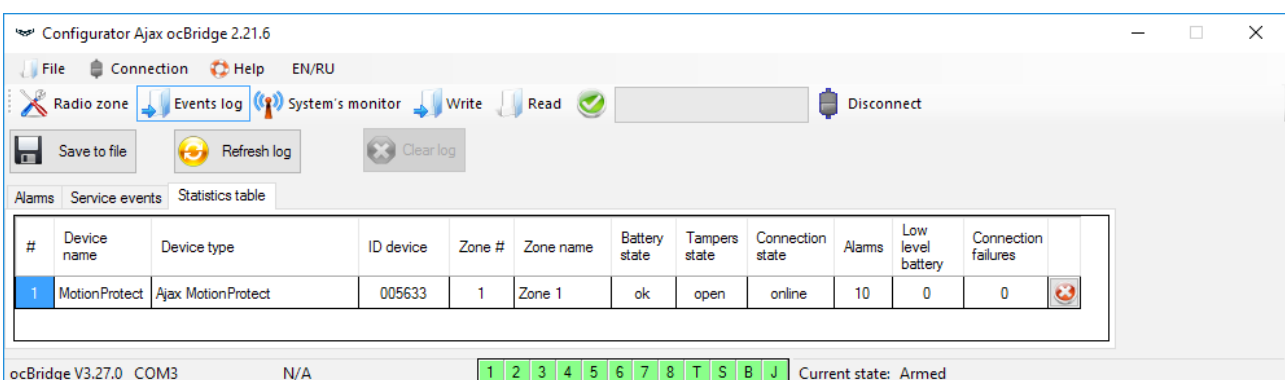 Configurator Ajax ocBridge 2.21.6
File Connection Help EN/RU
Radio zone Events log System's monitor Write Read Disconnect
Save to file Refresh log Clear log
Alarms Service events Statistics table
# Device name Device type ID device Zone # Zone name Battery state Tampers state Connection state Alarms Low level battery Connection failures
1 MotionProtect Ajax MotionProtect 005633 1 Zone 1 ok open online 10 0 0
ocBridge V3.27.0 COM3 N/A 1 2 3 4 5 6 7 8 T S B J Current state: Armed